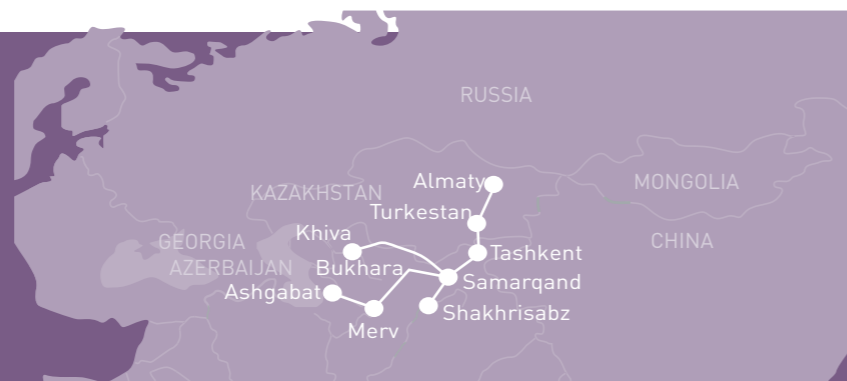 RUSSIA
Almaty
MONGOLIA
KAZAKHSTAN
Turkestan
Khiva
GEORGIA
CHINA
Tashkent
AZERBAIJAN
Bukhara
Samarqand
Ashgabat
Shakhrisabz
Merv